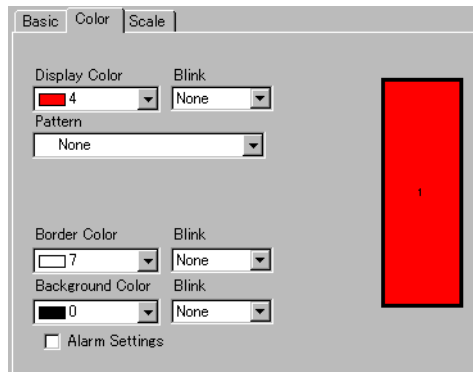 Basic Color Scale
Display Color Blink
4 None
Pattern
None
1
Border Color Blink
7 None
Background Color Blink
0 None
Alarm Settings